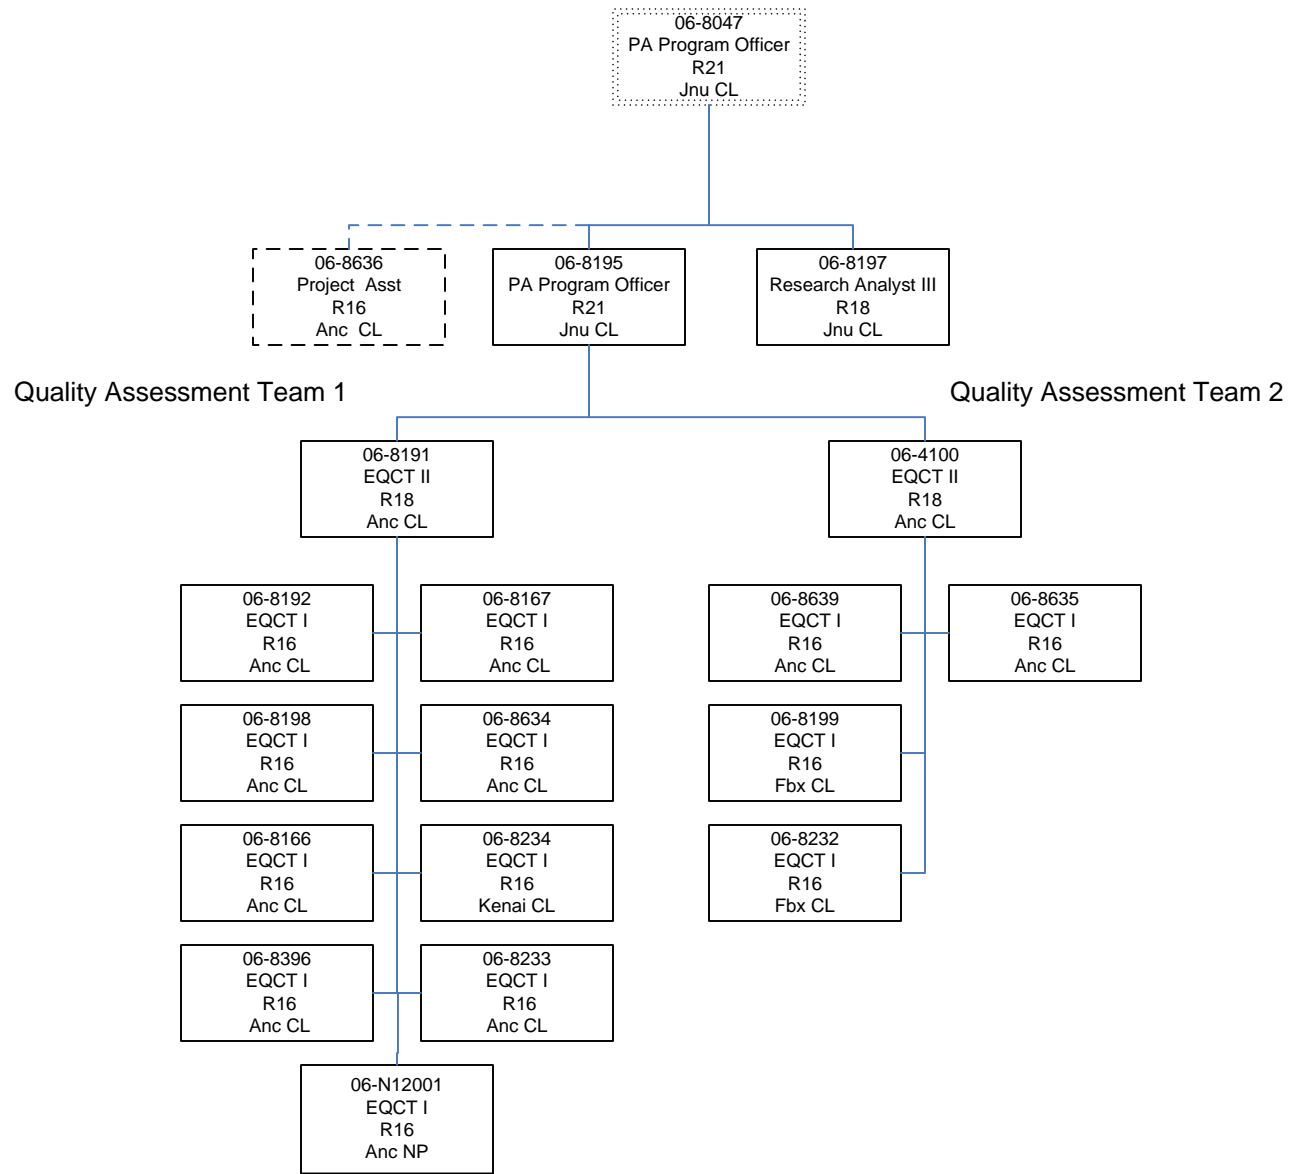 06-8047
PA Program Officer
R21
Jnu CL
06-8636
Project Asst
R16
Anc CL
06-8195
PA Program Officer
R21
Jnu CL
06-8197
Research Analyst III
R18
Jnu CL
Quality Assessment Team 1
Quality Assessment Team 2
06-8191
EQCT II
R18
Anc CL
06-4100
EQCT II
R18
Anc CL
06-8192
EQCT I
R16
Anc CL
06-8167
EQCT I
R16
Anc CL
06-8639
EQCT I
R16
Anc CL
06-8635
EQCT I
R16
Anc CL
06-8198
EQCT I
R16
Anc CL
06-8634
EQCT I
R16
Anc CL
06-8199
EQCT I
R16
Fbx CL
06-8166
EQCT I
R16
Anc CL
06-8234
EQCT I
R16
Kenai CL
06-8232
EQCT I
R16
Fbx CL
06-8396
EQCT I
R16
Anc CL
06-8233
EQCT I
R16
Anc CL
06-N12001
EQCT I
R16
Anc NP